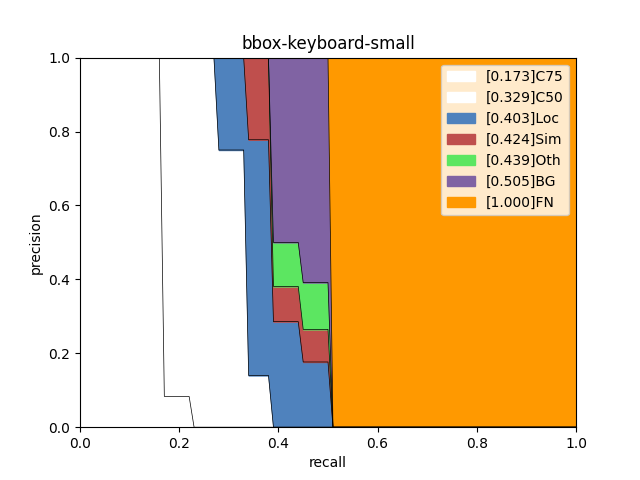 bbox-keyboard-small
1.0
0.8
0.6
0.4
0.2
0.0
precision
[0.173]C75
[0.329]C50
[0.403]Loc
[0.424]Sim
[0.439]Oth
[0.505]BG
[1.000]FN
0.0 0.2 0.4 0.6 0.8 1.0
recall